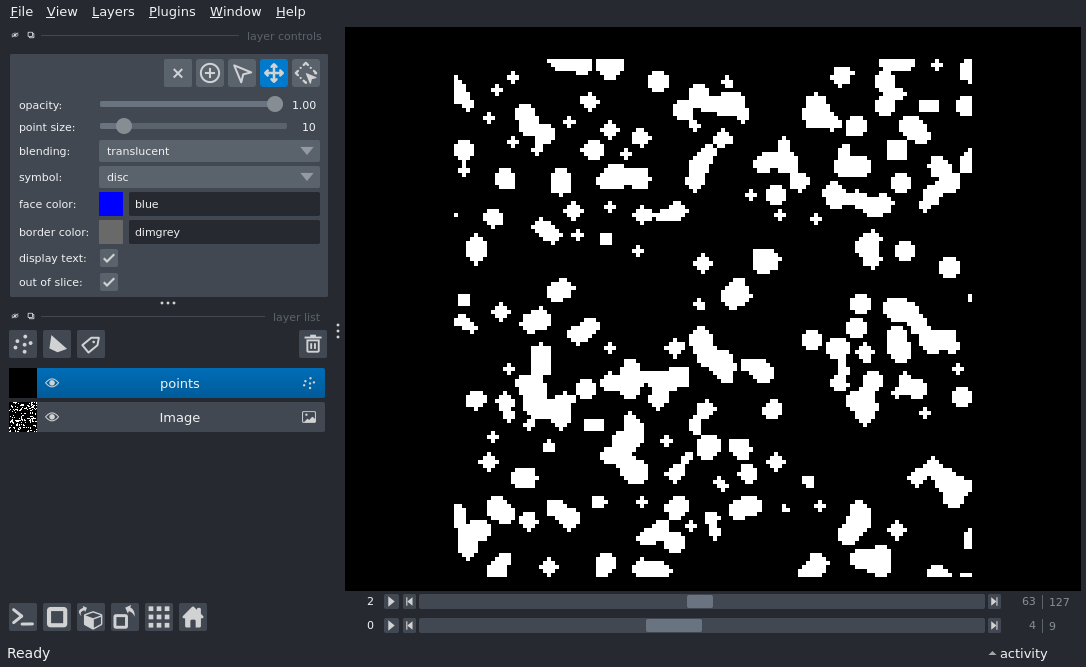 File View Layers Plugins Window Help
layer controls
opacity: 1.00
point size: 10
blending: translucent
symbol: disc
face color: blue
border color: dimgrey
display text:
out of slice:
layer list
points
Image
2 63 127
0 4 9
Ready activity